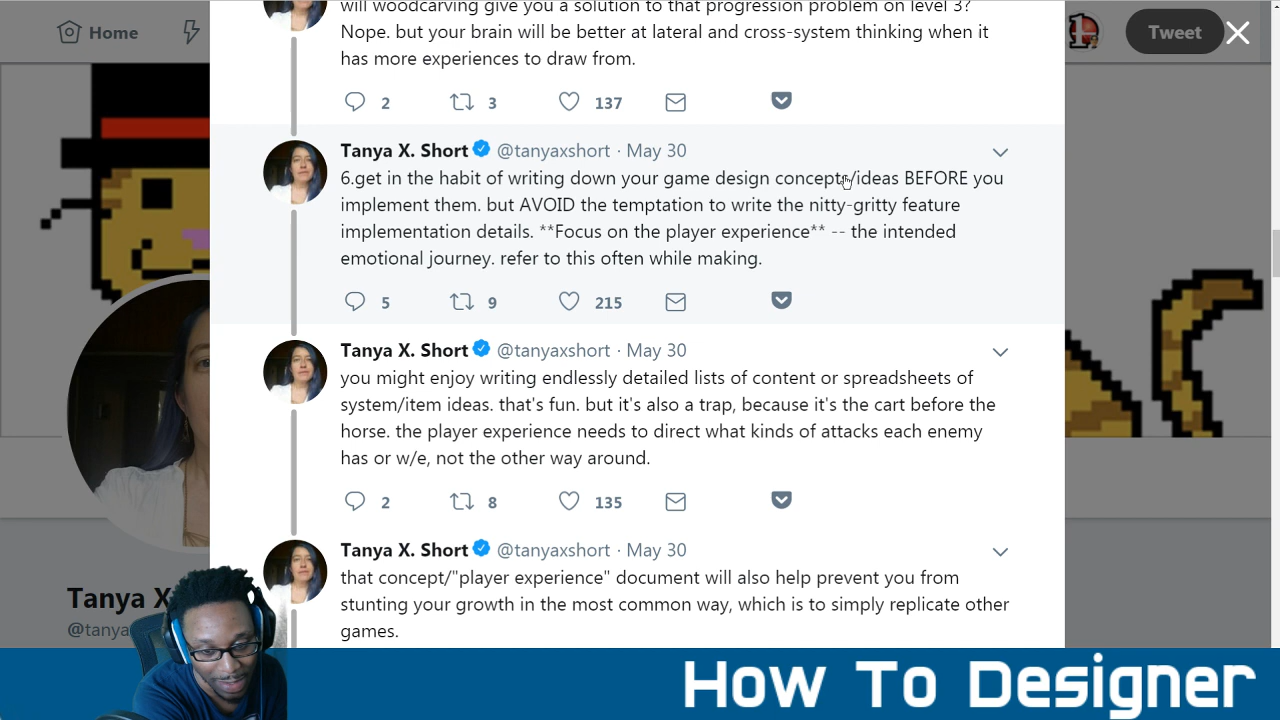 will woodcarving give you a solution to that progression problem on level 3?
Home
Nope. but your brain will be better at lateral and cross-system thinking when it
Tweet
has more experiences to draw from.
2 3 137
Tanya X. Short @tanyaxshort · May 30
6.get in the habit of writing down your game design concepts/ideas BEFORE you
implement them. but AVOID the temptation to write the nitty-gritty feature
implementation details. **Focus on the player experience** -- the intended
emotional journey. refer to this often while making.
5 9 215
Tanya X. Short @tanyaxshort · May 30
you might enjoy writing endlessly detailed lists of content or spreadsheets of
system/item ideas. that's fun. but it's also a trap, because it's the cart before the
horse. the player experience needs to direct what kinds of attacks each enemy
has or w/e, not the other way around.
2 8 135
Tanya X. Short @tanyaxshort · May 30
that concept/"player experience" document will also help prevent you from
stunting your growth in the most common way, which is to simply replicate other
games.
Tanya X
@tanya
How To Designer